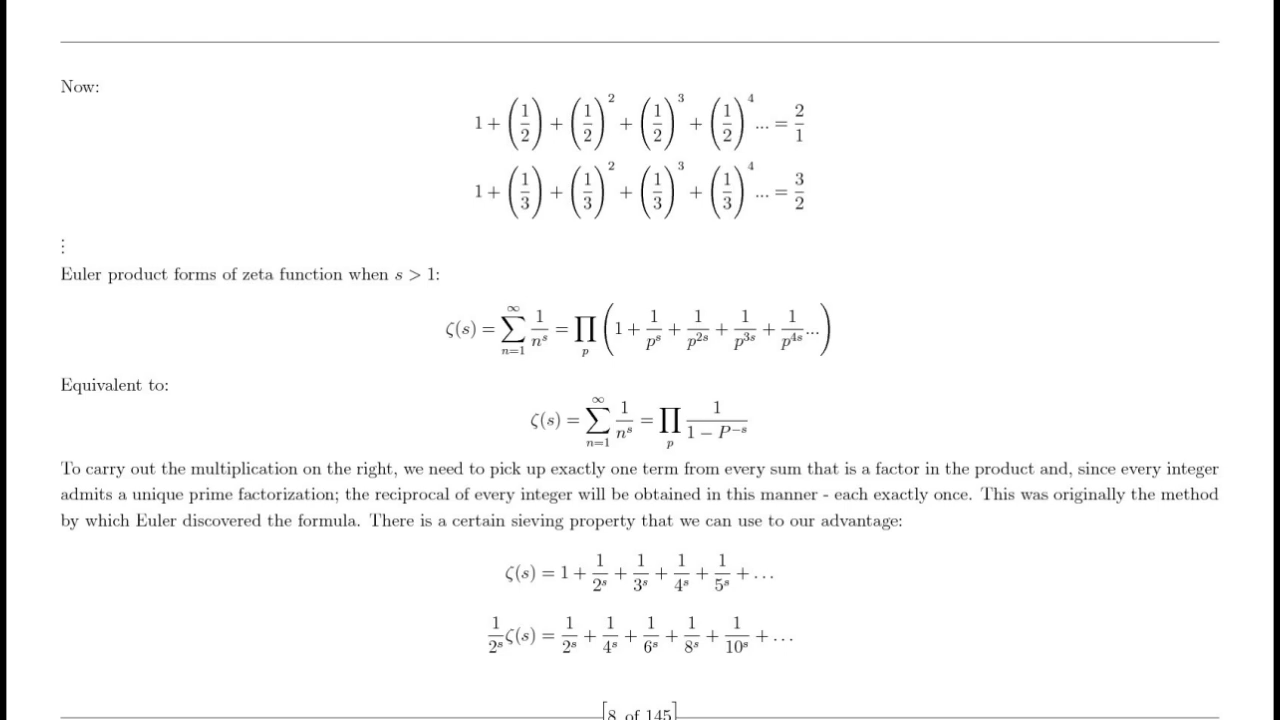 Now:
1 + (1/2) + (1/2)^2 + (1/2)^3 + (1/2)^4 ... = 2/1
1 + (1/3) + (1/3)^2 + (1/3)^3 + (1/3)^4 ... = 3/2
⋮
Euler product forms of zeta function when s > 1:
ζ(s) = ∑_{n=1}^{∞} 1/n^s = ∏_p (1 + 1/p^s + 1/p^{2s} + 1/p^{3s} + 1/p^{4s} ...)
Equivalent to:
ζ(s) = ∑_{n=1}^{∞} 1/n^s = ∏_p 1/(1 − P^{−s})
To carry out the multiplication on the right, we need to pick up exactly one term from every sum that is a factor in the product and, since every integer
admits a unique prime factorization; the reciprocal of every integer will be obtained in this manner - each exactly once. This was originally the method
by which Euler discovered the formula. There is a certain sieving property that we can use to our advantage:
ζ(s) = 1 + 1/2^s + 1/3^s + 1/4^s + 1/5^s + ...
1/2^s ζ(s) = 1/2^s + 1/4^s + 1/6^s + 1/8^s + 1/10^s + ...
[8 of 145]